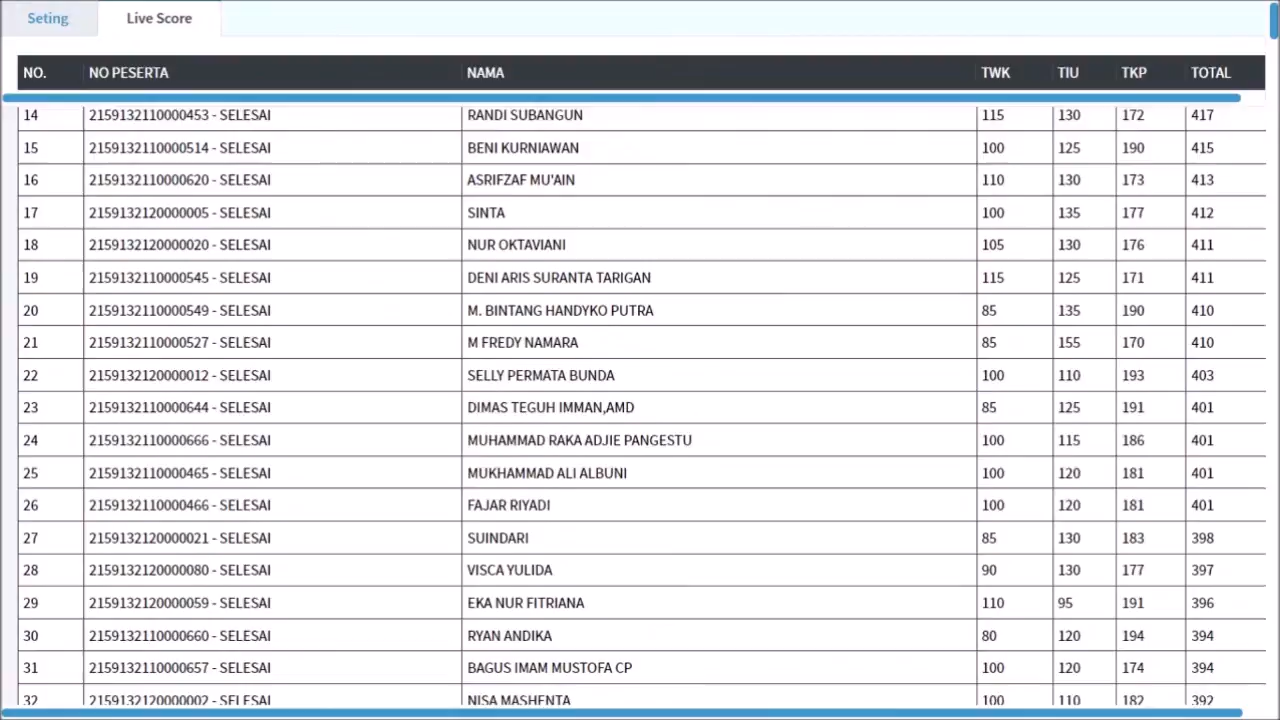 Seting Live Score
NO. NO PESERTA NAMA TWK TIU TKP TOTAL
14 2159132110000453 - SELESAI RANDI SUBANGUN 115 130 172 417
15 2159132110000514 - SELESAI BENI KURNIAWAN 100 125 190 415
16 2159132110000620 - SELESAI ASRIFZAF MU'AIN 110 130 173 413
17 2159132120000005 - SELESAI SINTA 100 135 177 412
18 2159132120000020 - SELESAI NUR OKTAVIANI 105 130 176 411
19 2159132110000545 - SELESAI DENI ARIS SURANTA TARIGAN 115 125 171 411
20 2159132110000549 - SELESAI M. BINTANG HANDYKO PUTRA 85 135 190 410
21 2159132110000527 - SELESAI M FREDY NAMARA 85 155 170 410
22 2159132120000012 - SELESAI SELLY PERMATA BUNDA 100 110 193 403
23 2159132110000644 - SELESAI DIMAS TEGUH IMMAN,AMD 85 125 191 401
24 2159132110000666 - SELESAI MUHAMMAD RAKA ADJIE PANGESTU 100 115 186 401
25 2159132110000465 - SELESAI MUKHAMMAD ALI ALBUNI 100 120 181 401
26 2159132110000466 - SELESAI FAJAR RIYADI 100 120 181 401
27 2159132120000021 - SELESAI SUINDARI 85 130 183 398
28 2159132120000080 - SELESAI VISCA YULIDA 90 130 177 397
29 2159132120000059 - SELESAI EKA NUR FITRIANA 110 95 191 396
30 2159132110000660 - SELESAI RYAN ANDIKA 80 120 194 394
31 2159132110000657 - SELESAI BAGUS IMAM MUSTOFA CP 100 120 174 394
32 2159132120000002 - SELESAI NISA MASHENTA 100 110 182 392